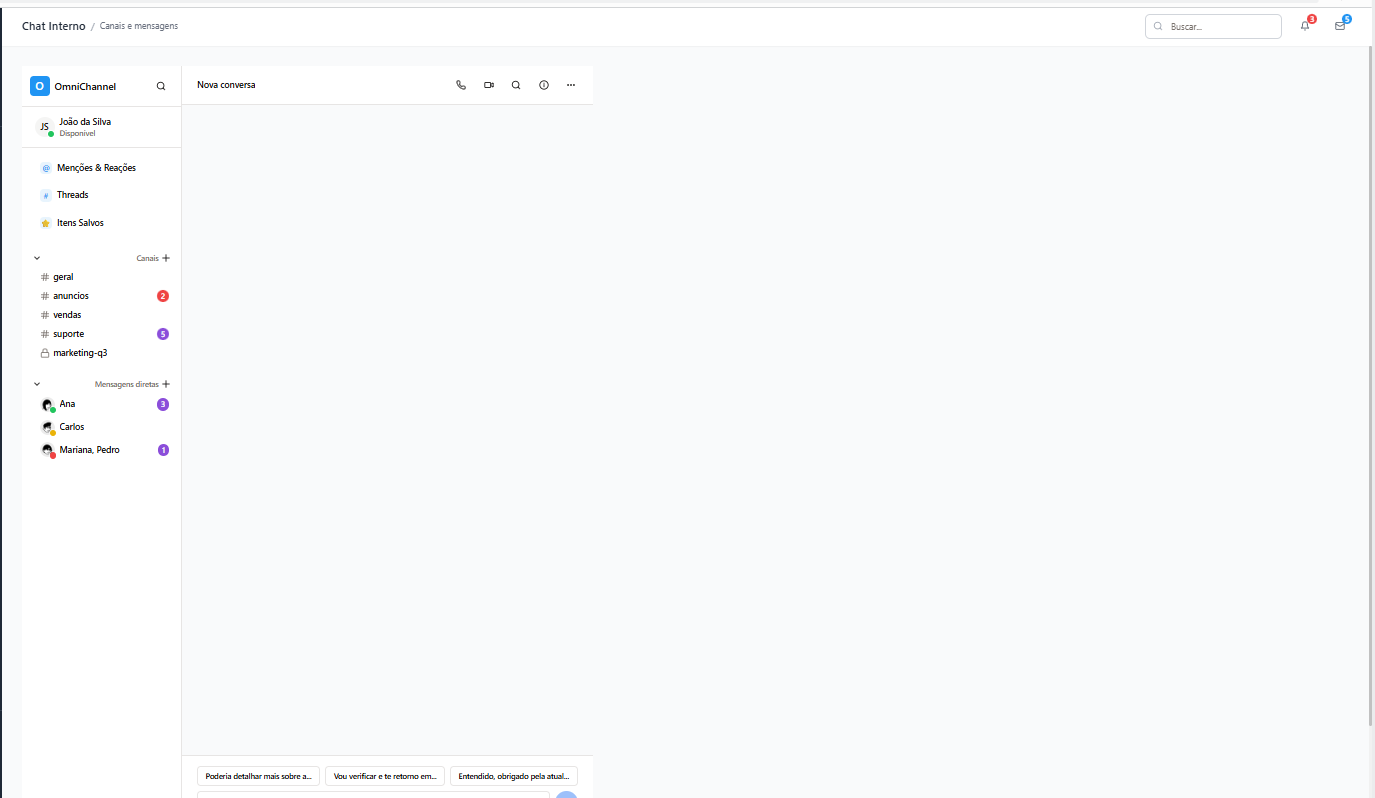 Chat Interno / Canais e mensagens
Buscar...
3
5
O OmniChannel
JS
João da Silva
Disponível
@ Menções & Reações
# Threads
Itens Salvos
Canais +
# geral
# anuncios 2
# vendas
# suporte 5
marketing-q3
Mensagens diretas +
Ana 3
Carlos
Mariana, Pedro 1
Nova conversa
Poderia detalhar mais sobre a...
Vou verificar e te retorno em...
Entendido, obrigado pela atual...